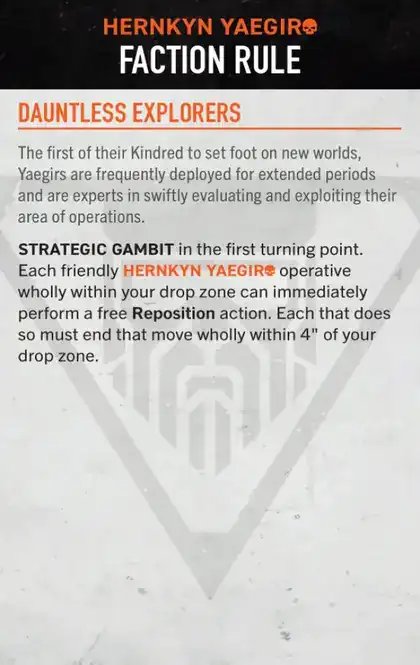 HERNKYN YAEGIR
FACTION RULE
DAUNTLESS EXPLORERS
The first of their Kindred to set foot on new worlds,
Yaegirs are frequently deployed for extended periods
and are experts in swiftly evaluating and exploiting their
area of operations.
STRATEGIC GAMBIT in the first turning point.
Each friendly HERNKYN YAEGIR operative
wholly within your drop zone can immediately
perform a free Reposition action. Each that does
so must end that move wholly within 4" of your
drop zone.